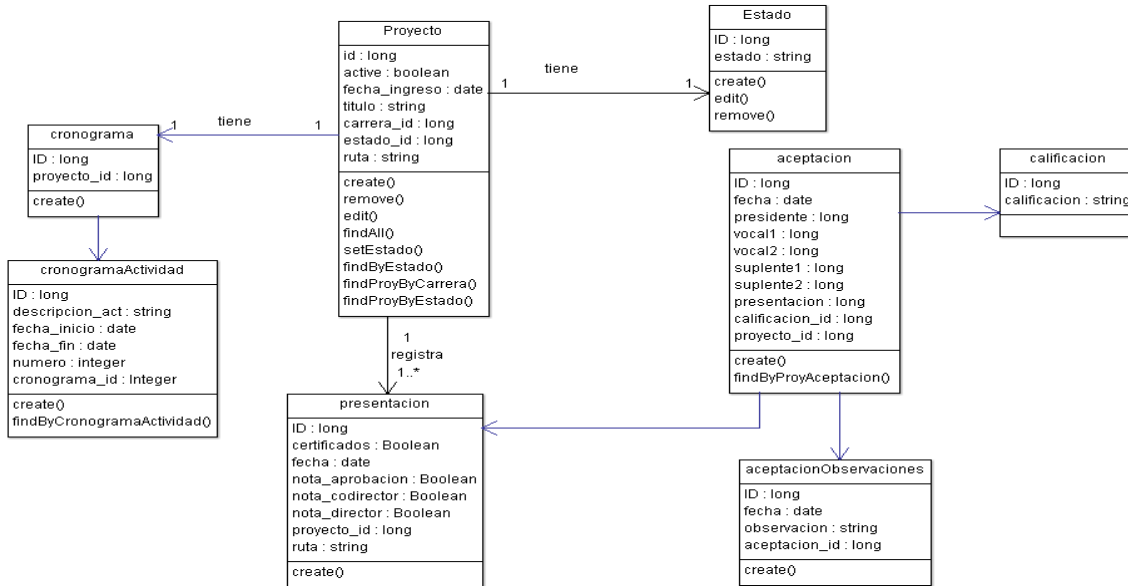 Proyecto
id : long
active : boolean
fecha_ingreso : date
titulo : string
carrera_id : long
estado_id : long
ruta : string
create()
remove()
edit()
findAll()
setEstado()
findByEstado()
findProyByCarrera()
findProyByEstado()
1
tiene
1
Estado
ID : long
estado : string
create()
edit()
remove()
1
tiene
1
cronograma
ID : long
proyecto_id : long
create()
cronogramaActividad
ID : long
descripcion_act : string
fecha_inicio : date
fecha_fin : date
numero : integer
cronograma_id : Integer
create()
findByCronogramaActividad()
1
registra
1..*
presentacion
ID : long
certificados : Boolean
fecha : date
nota_aprobacion : Boolean
nota_codirector : Boolean
nota_director : Boolean
proyecto_id : long
ruta : string
create()
aceptacion
ID : long
fecha : date
presidente : long
vocal1 : long
vocal2 : long
suplente1 : long
suplente2 : long
presentacion : long
calificacion_id : long
proyecto_id : long
create()
findByProyAceptacion()
calificacion
ID : long
calificacion : string
aceptacionObservaciones
ID : long
fecha : date
observacion : string
aceptacion_id : long
create()